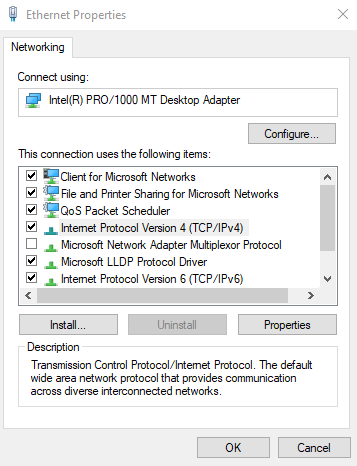 Ethernet Properties
Networking
Connect using:
Intel(R) PRO/1000 MT Desktop Adapter
Configure...
This connection uses the following items:
Client for Microsoft Networks
File and Printer Sharing for Microsoft Networks
QoS Packet Scheduler
Internet Protocol Version 4 (TCP/IPv4)
Microsoft Network Adapter Multiplexor Protocol
Microsoft LLDP Protocol Driver
Internet Protocol Version 6 (TCP/IPv6)
Install... Uninstall Properties
Description
Transmission Control Protocol/Internet Protocol. The default
wide area network protocol that provides communication
across diverse interconnected networks.
OK Cancel